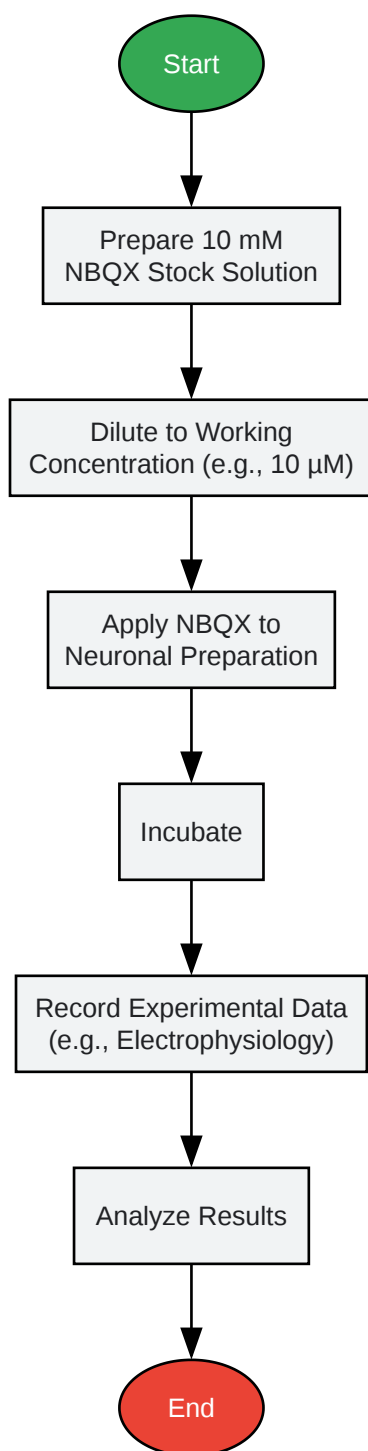 Start
Prepare 10 mM
NBQX Stock Solution
Dilute to Working
Concentration (e.g., 10 µM)
Apply NBQX to
Neuronal Preparation
Incubate
Record Experimental Data
(e.g., Electrophysiology)
Analyze Results
End